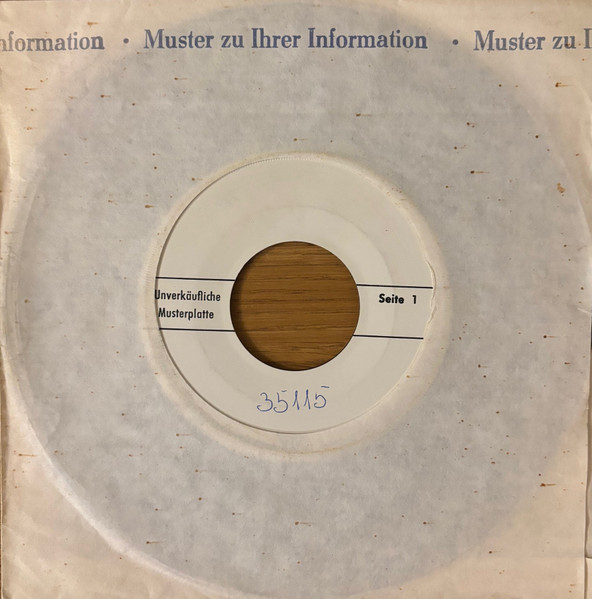 nformation • Muster zu Ihrer Information • Muster zu I
Unverkäufliche
Musterplatte
Seite 1
35115